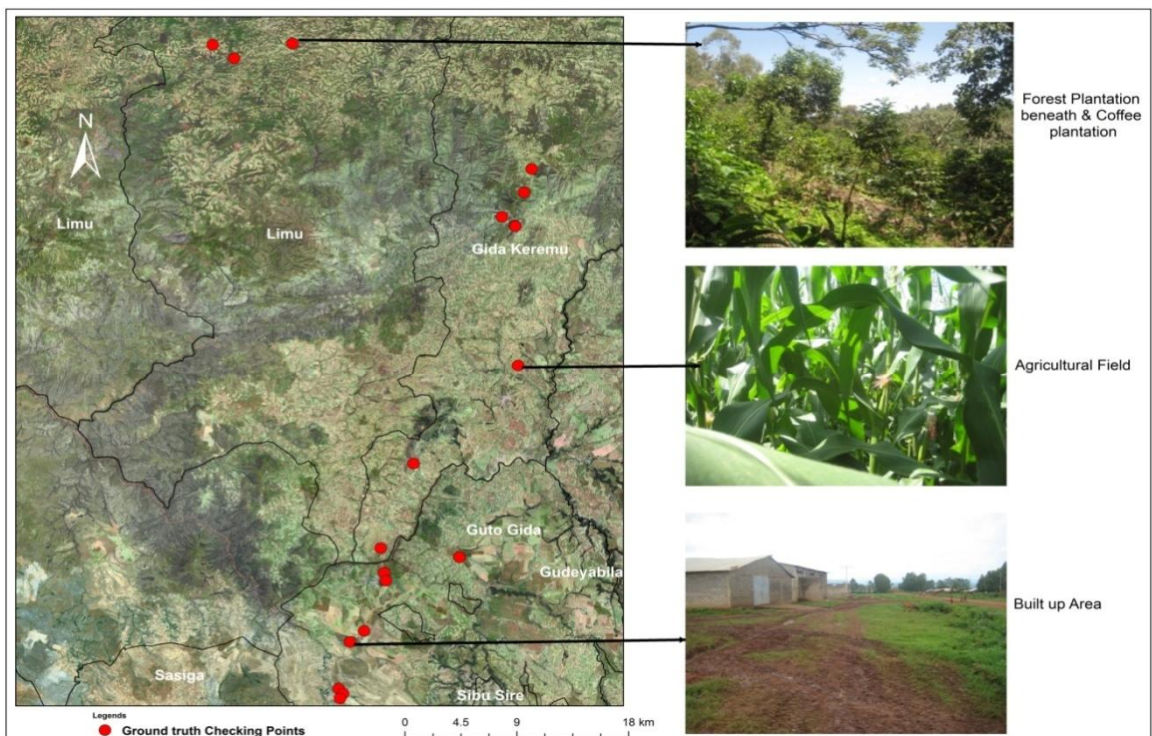 N
Limu
Limu
Gida Keremu
Guto Gida
Gudeyabila
Sasiga
Sibu Sire
Forest Plantation
beneath & Coffee
plantation
Agricultural Field
Built up Area
Legends
Ground truth Checking Points
0 4.5 9 18 km